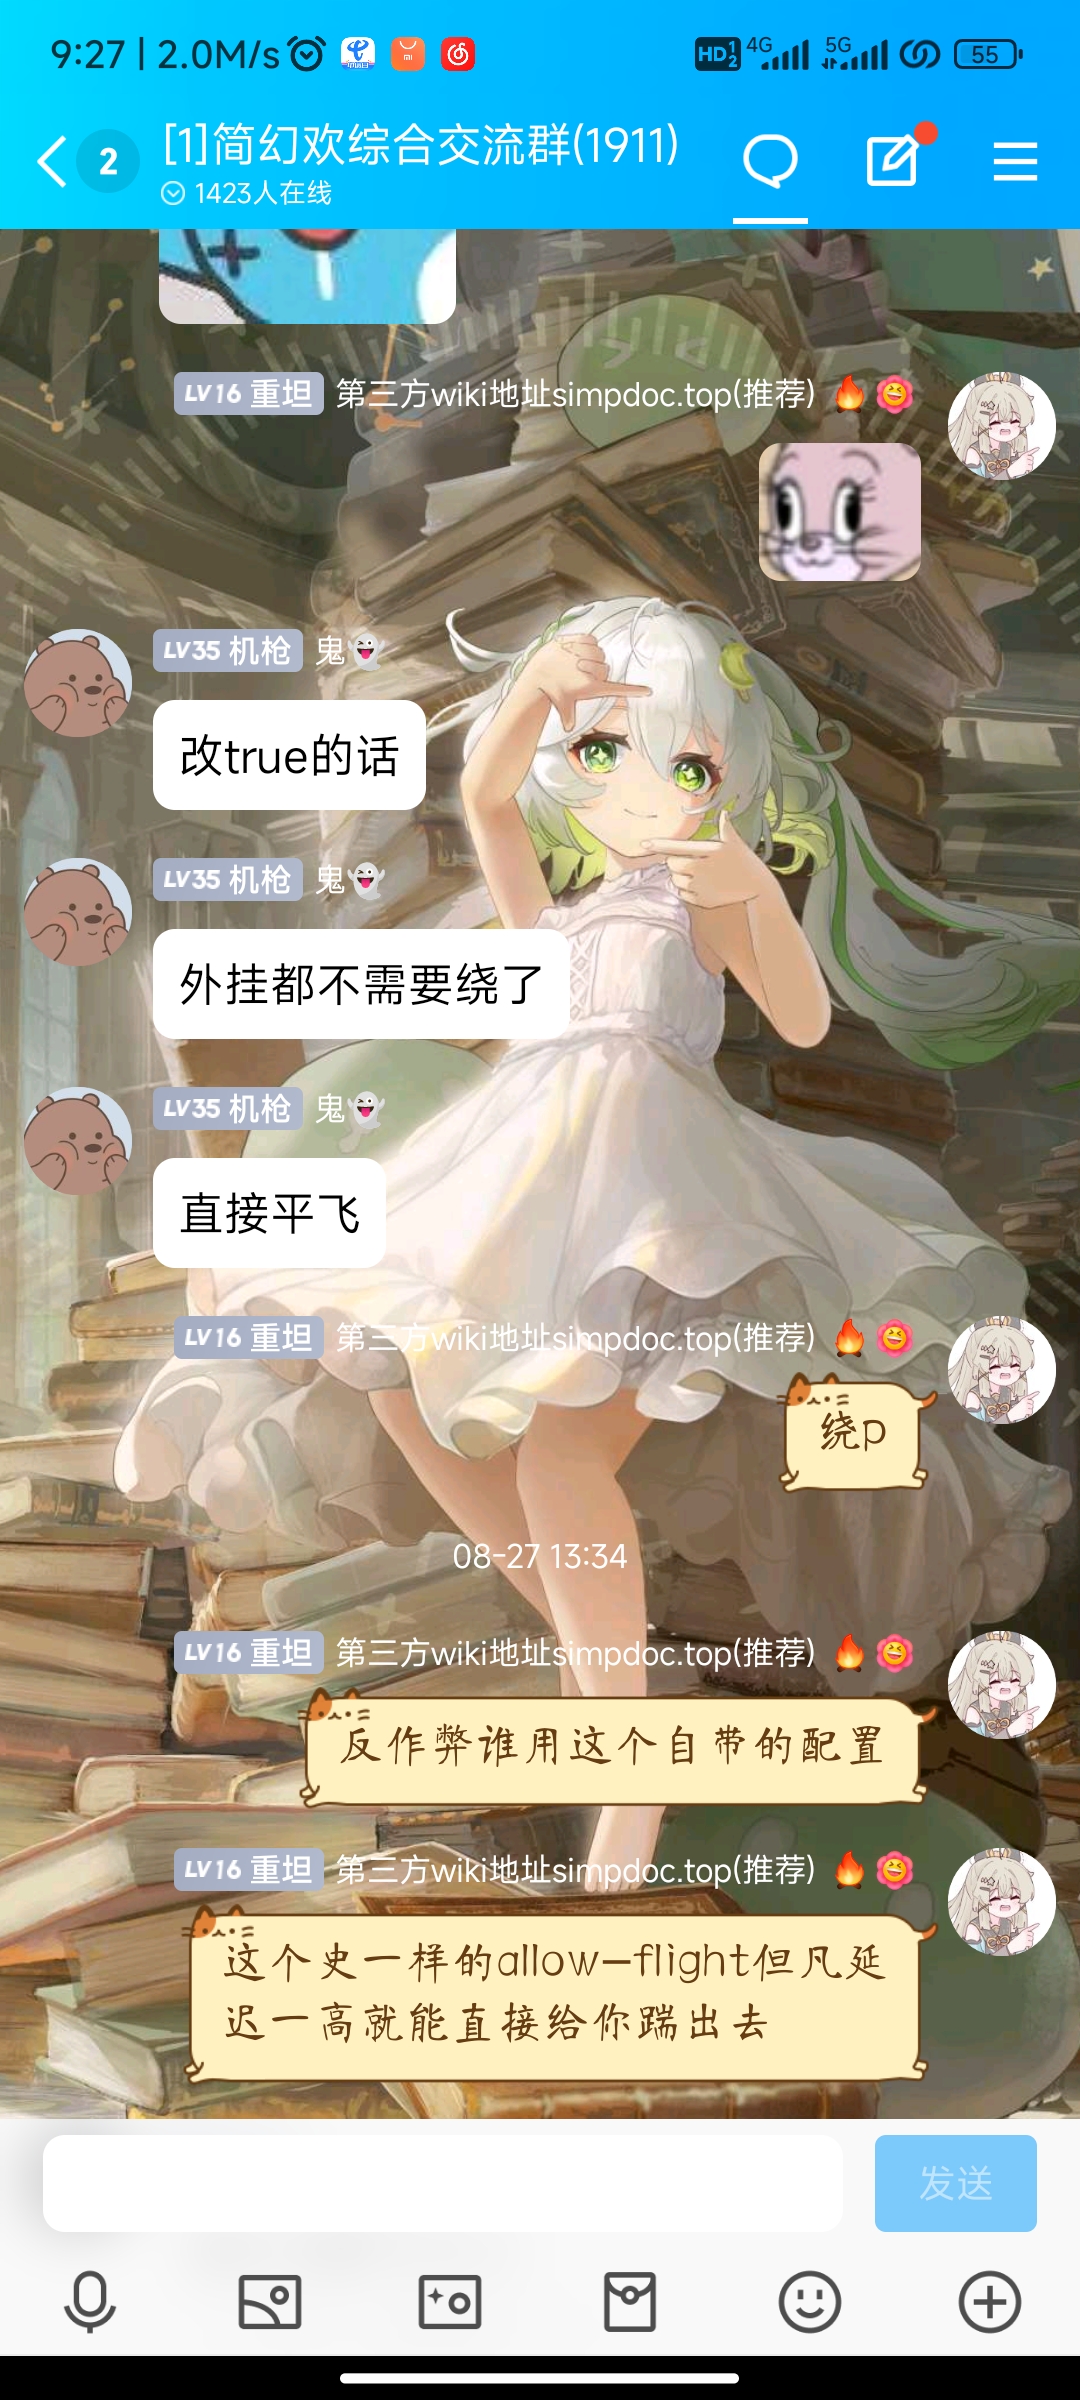 9:27 | 2.0M/s
HD 1 2 4G 5G 55
2
[1]简幻欢综合交流群(1911)
1423人在线
LV16 重坦 第三方wiki地址simpdoc.top(推荐)
LV35 机枪 鬼👻
改true的话
LV35 机枪 鬼👻
外挂都不需要绕了
LV35 机枪 鬼👻
直接平飞
LV16 重坦 第三方wiki地址simpdoc.top(推荐)
绕p
08-27 13:34
LV16 重坦 第三方wiki地址simpdoc.top(推荐)
反作弊谁用这个自带的配置
LV16 重坦 第三方wiki地址simpdoc.top(推荐)
这个史一样的allow-flight但凡延
迟一高就能直接给你踹出去
发送